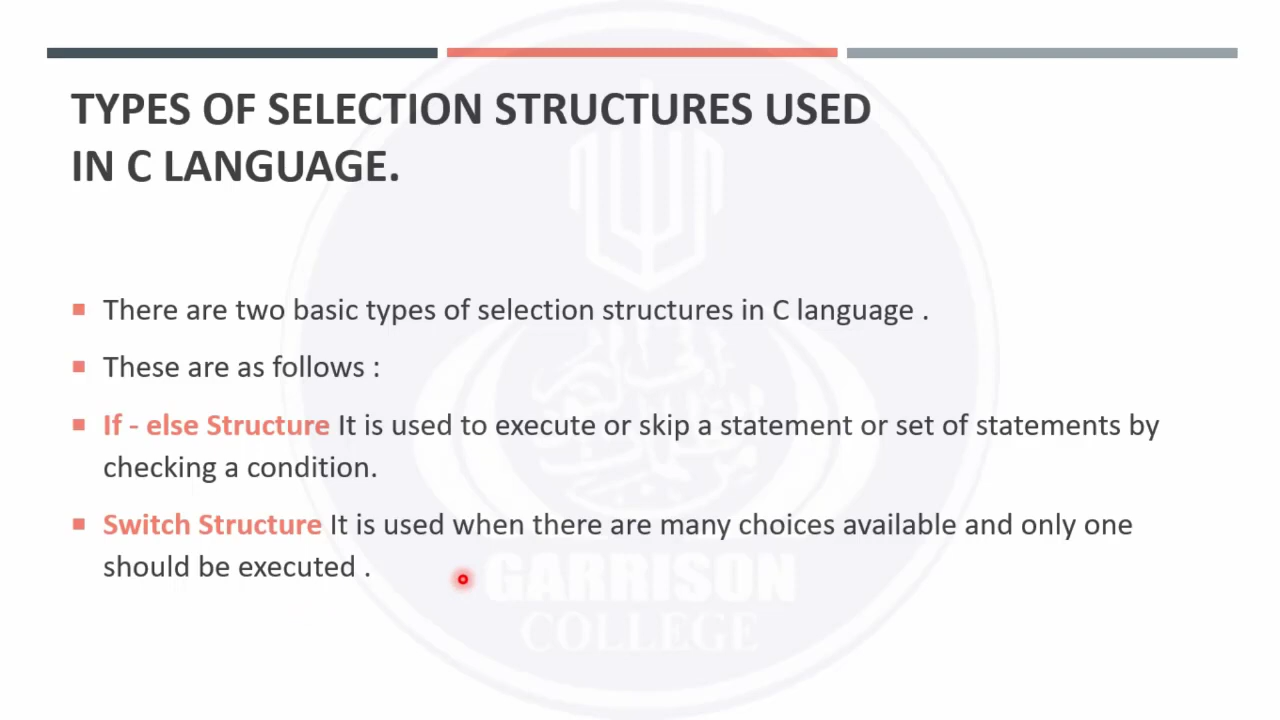 TYPES OF SELECTION STRUCTURES USED
IN C LANGUAGE.
There are two basic types of selection structures in C language .
These are as follows :
If - else Structure It is used to execute or skip a statement or set of statements by
checking a condition.
Switch Structure It is used when there are many choices available and only one
should be executed .
GARRISON
COLLEGE